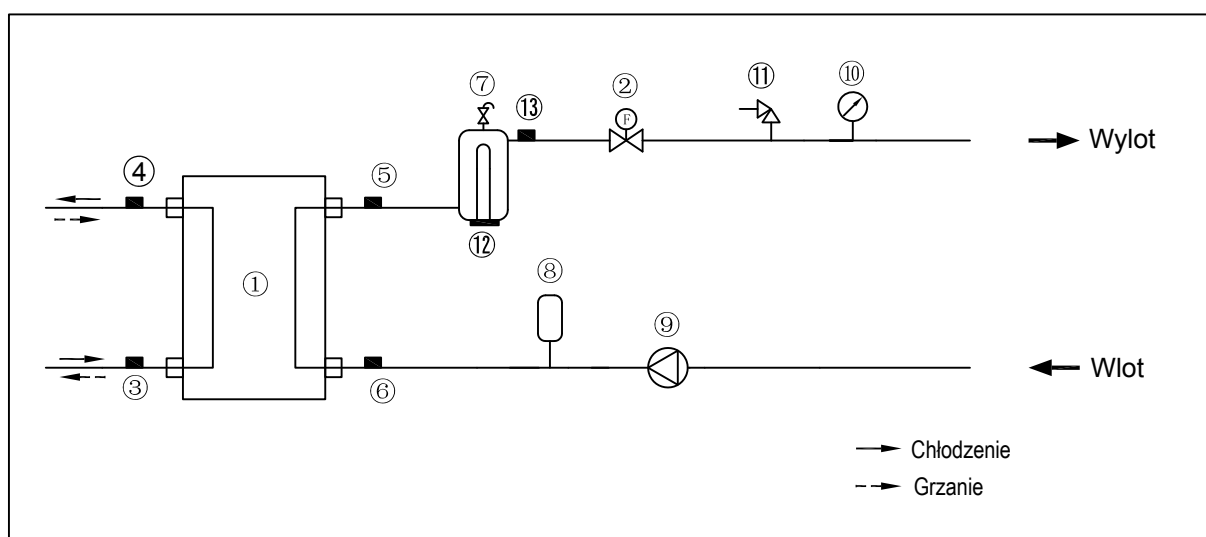 ⑦ ⑬ ② ⑪ ⑩
F
Wylot
④ ⑤
⑫
① ⑧
⑨
③ ⑥
Wlot
Chłodzenie
Grzanie